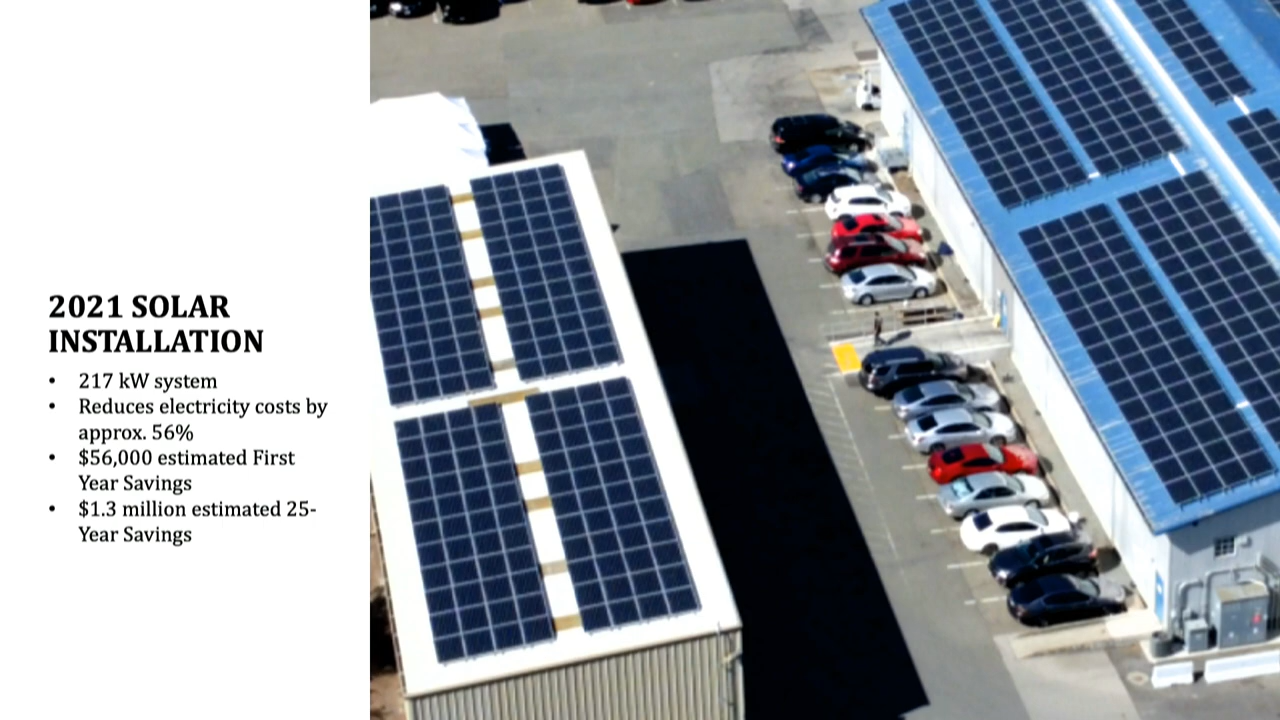 2021 SOLAR
INSTALLATION
• 217 kW system
• Reduces electricity costs by
approx. 56%
• $56,000 estimated First
Year Savings
• $1.3 million estimated 25-
Year Savings